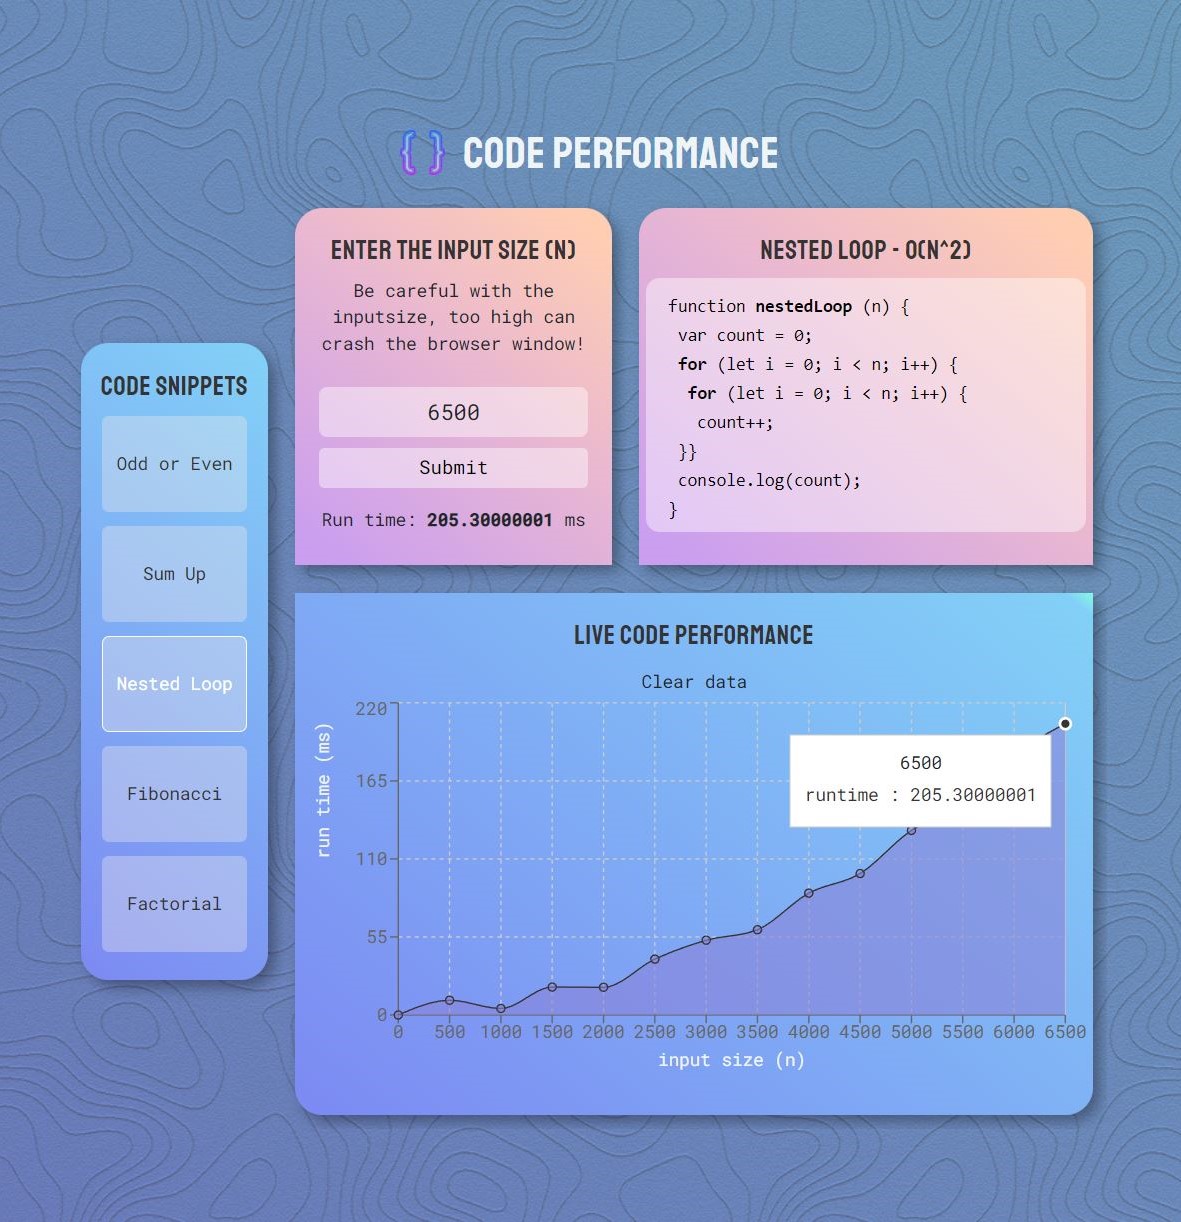 { } CODE PERFORMANCE
CODE SNIPPETS
Odd or Even
Sum Up
Nested Loop
Fibonacci
Factorial
ENTER THE INPUT SIZE (N)
Be careful with the
inputsize, too high can
crash the browser window!
6500
Submit
Run time: 205.30000001 ms
NESTED LOOP - O(N^2)
function nestedLoop (n) {
var count = 0;
for (let i = 0; i < n; i++) {
for (let i = 0; i < n; i++) {
count++;
}}
console.log(count);
}
LIVE CODE PERFORMANCE
Clear data
run time (ms)
220
165
110
55
0
6500
runtime : 205.30000001
0 500 1000 1500 2000 2500 3000 3500 4000 4500 5000 5500 6000 6500
input size (n)